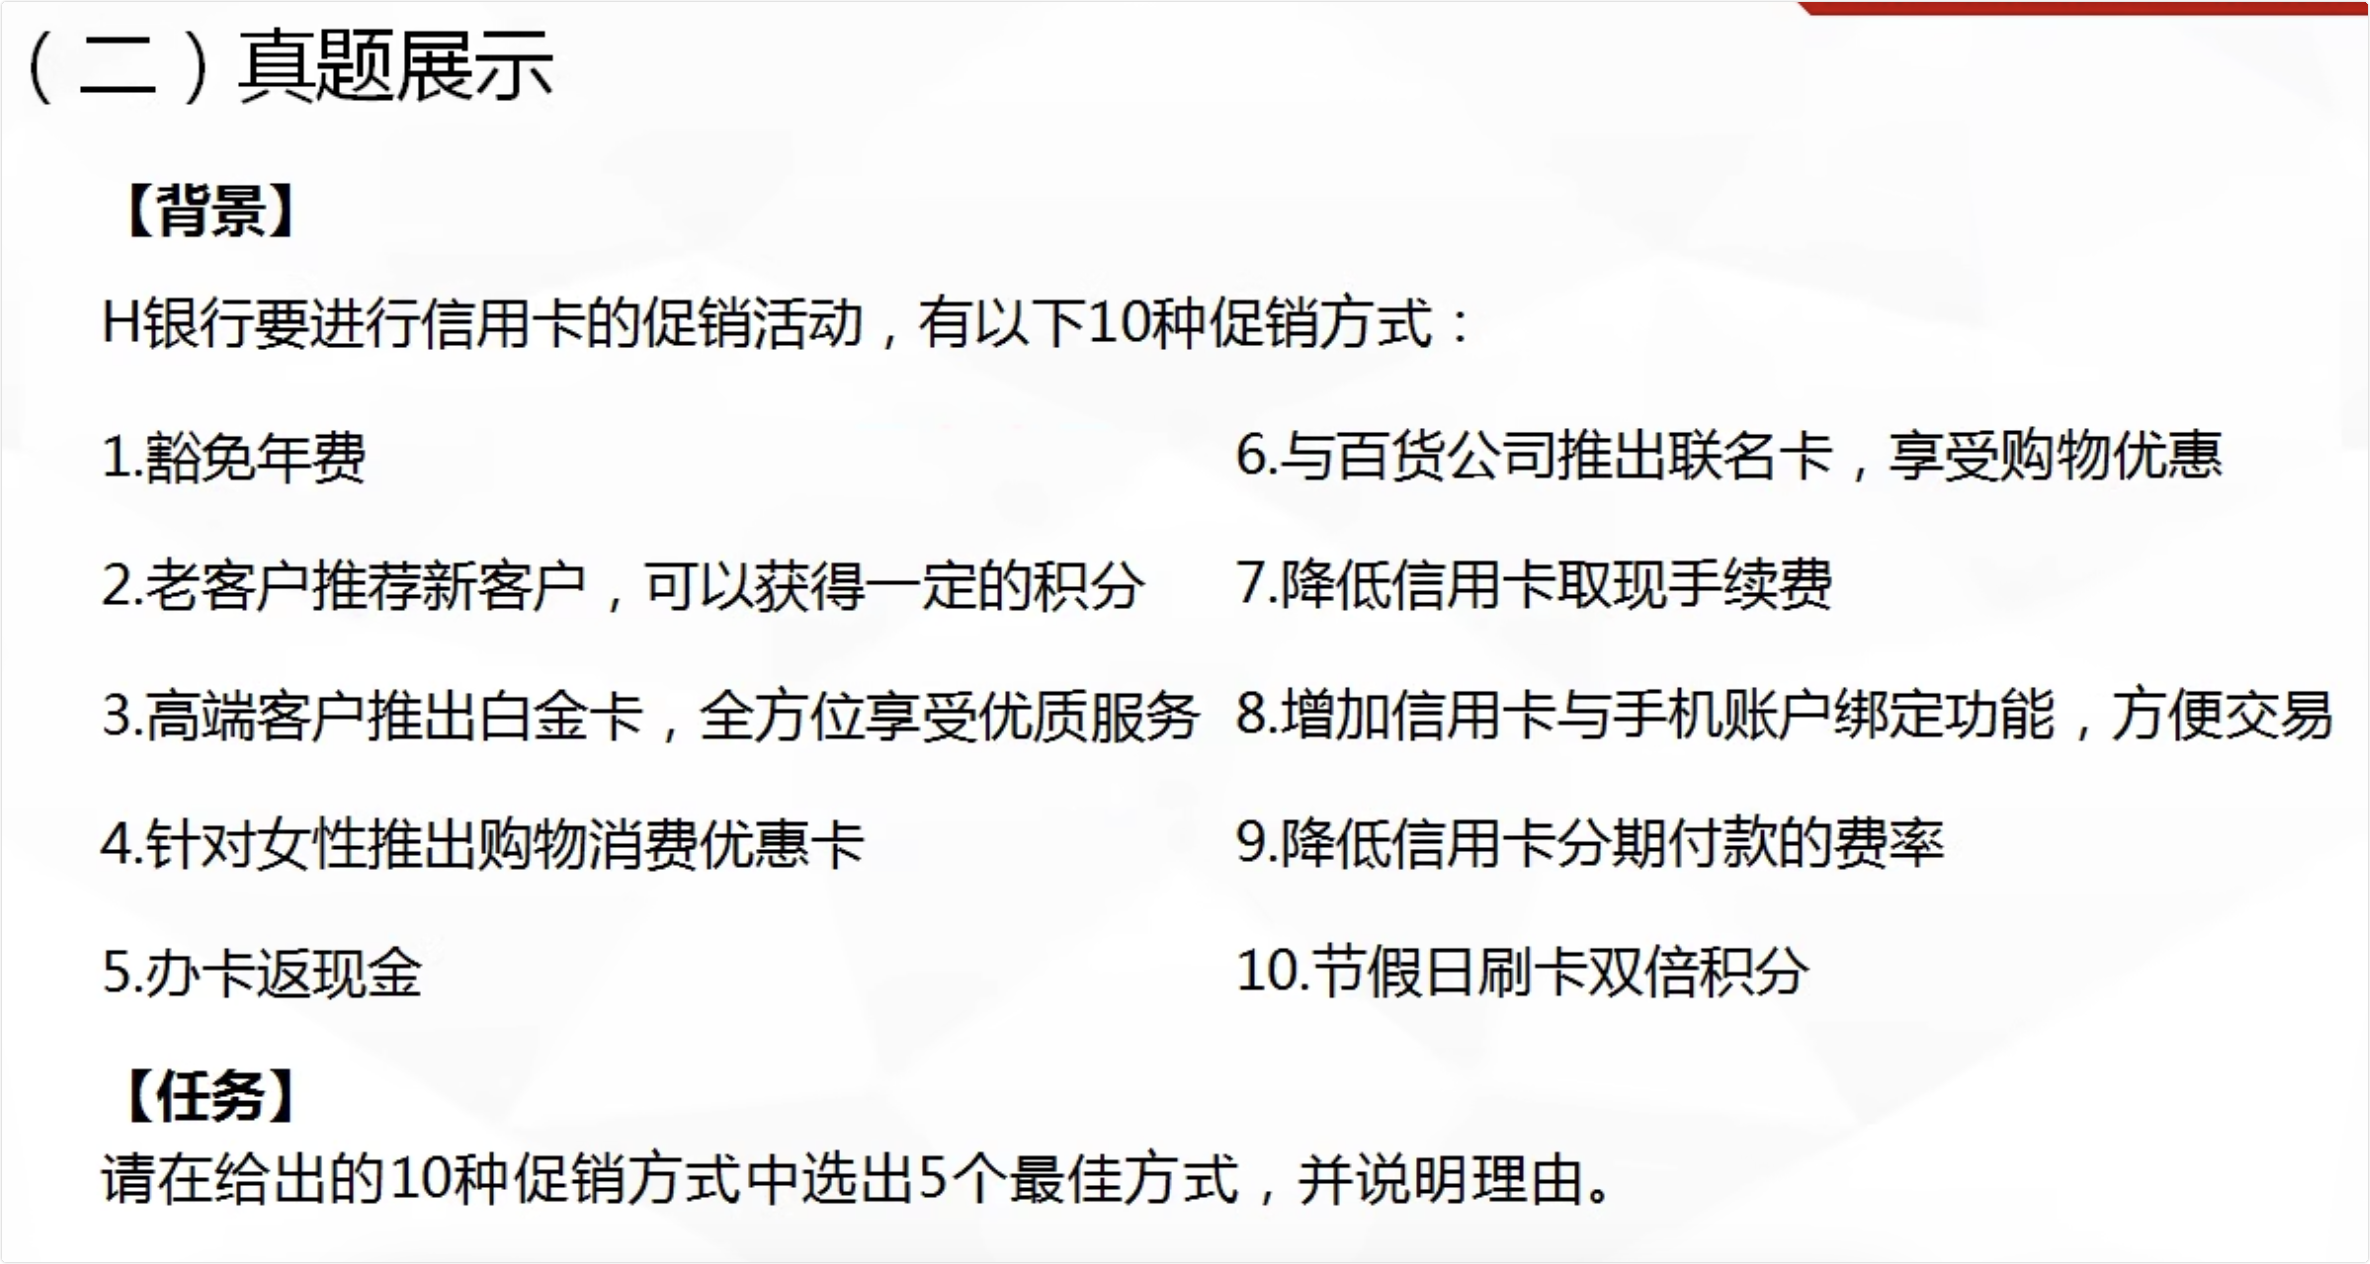 （二）真题展示
【背景】
H银行要进行信用卡的促销活动，有以下10种促销方式：
1.豁免年费
2.老客户推荐新客户，可以获得一定的积分
3.高端客户推出白金卡，全方位享受优质服务
4.针对女性推出购物消费优惠卡
5.办卡返现金
6.与百货公司推出联名卡，享受购物优惠
7.降低信用卡取现手续费
8.增加信用卡与手机账户绑定功能，方便交易
9.降低信用卡分期付款的费率
10.节假日刷卡双倍积分
【任务】
请在给出的10种促销方式中选出5个最佳方式，并说明理由。